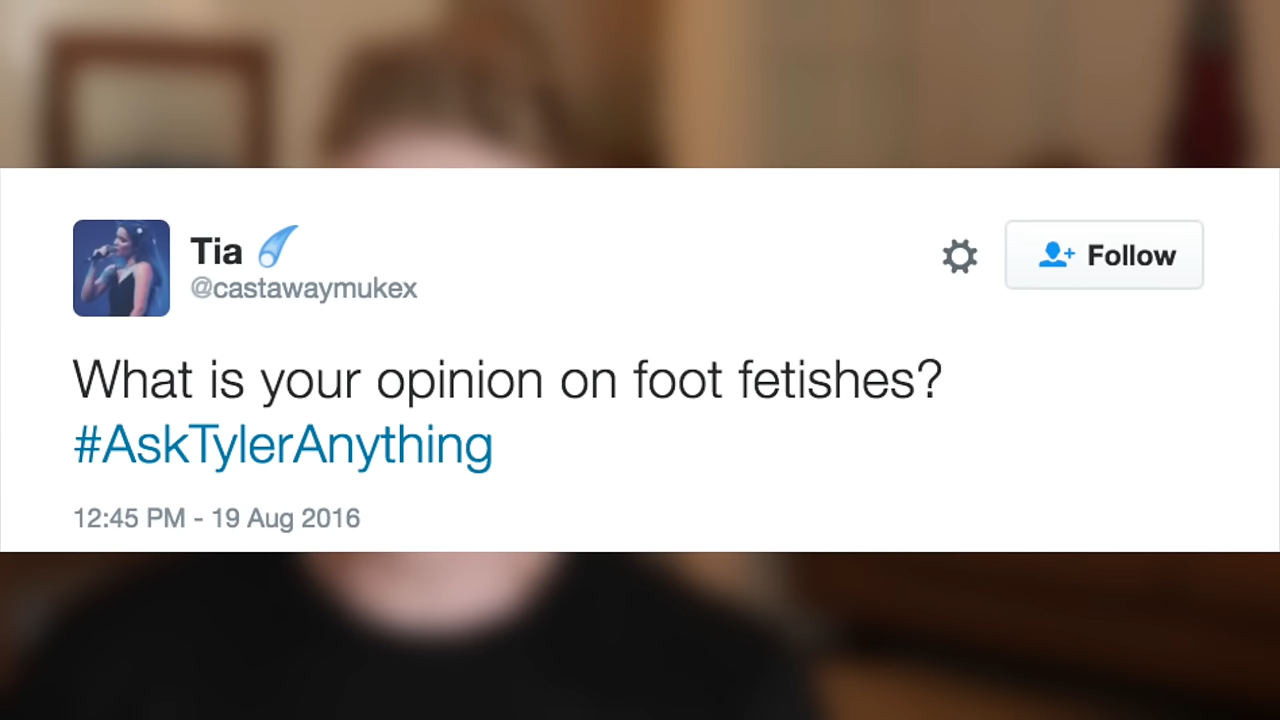 Tia
@castawaymukex
Follow
What is your opinion on foot fetishes?
#AskTylerAnything
12:45 PM - 19 Aug 2016